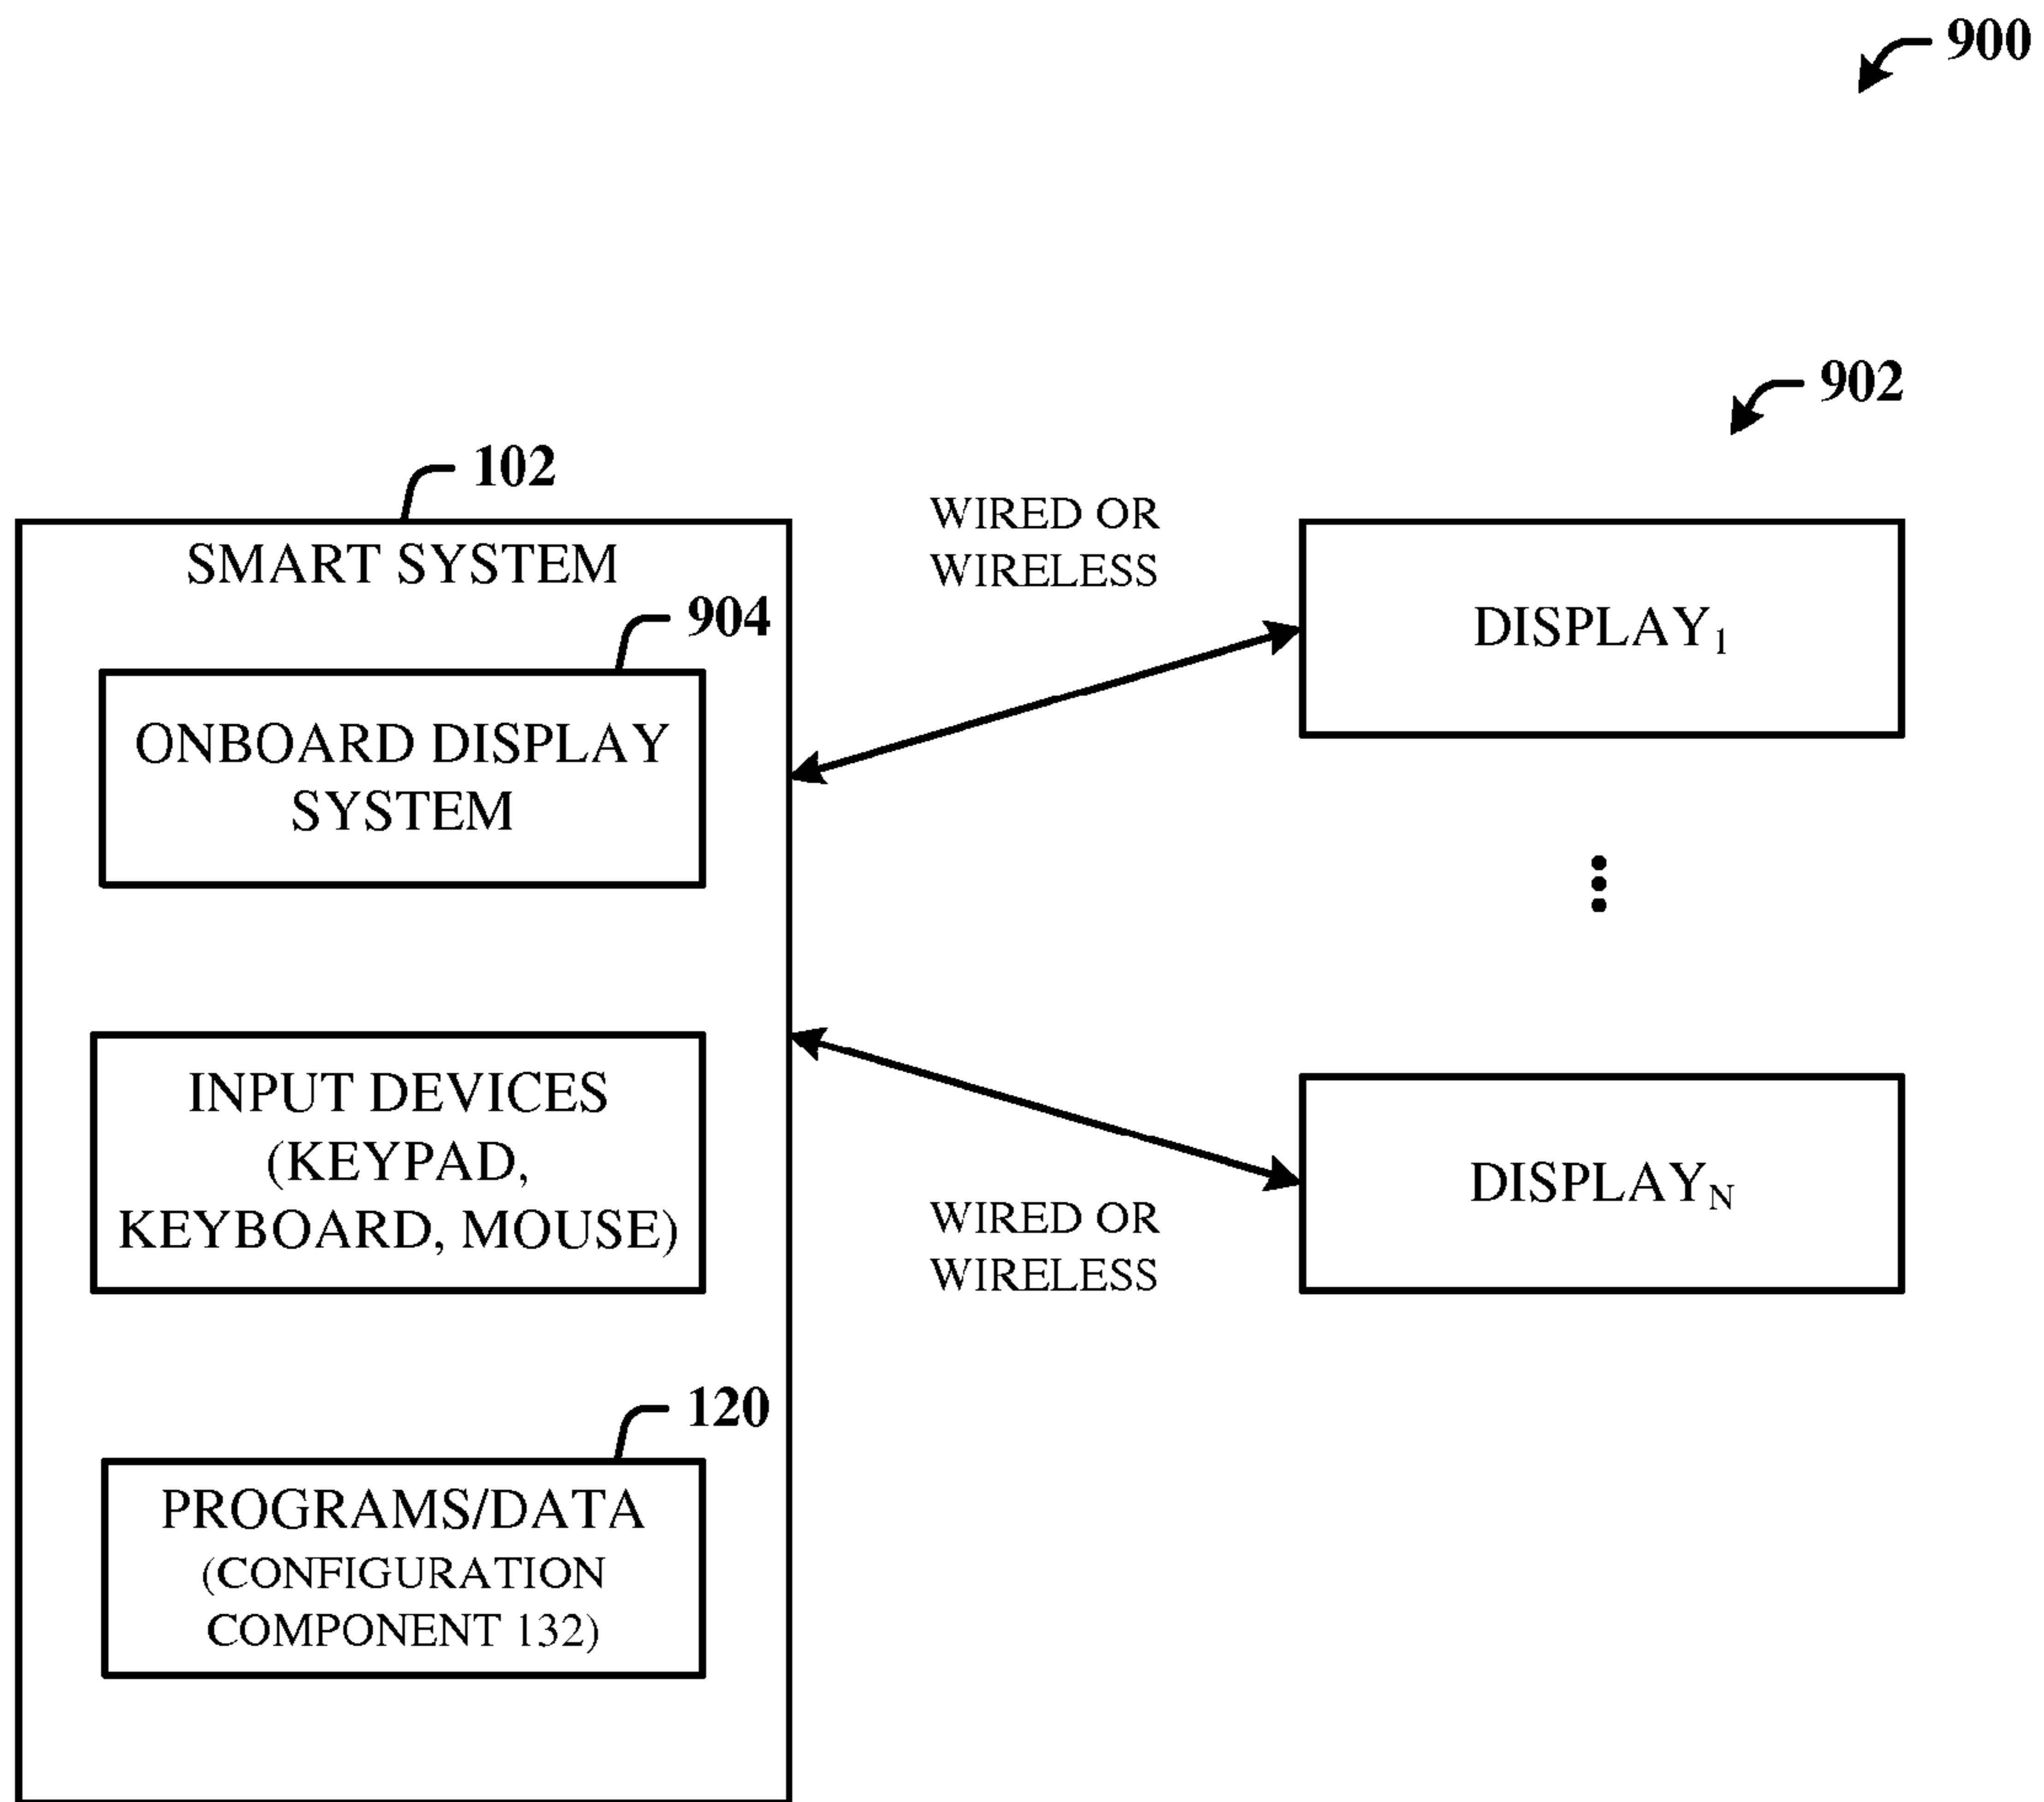 900
902
102
SMART SYSTEM
904
ONBOARD DISPLAY
SYSTEM
INPUT DEVICES
(KEYPAD,
KEYBOARD, MOUSE)
120
PROGRAMS/DATA
(CONFIGURATION
COMPONENT 132)
WIRED OR
WIRELESS
DISPLAY₁
WIRED OR
WIRELESS
DISPLAY_N